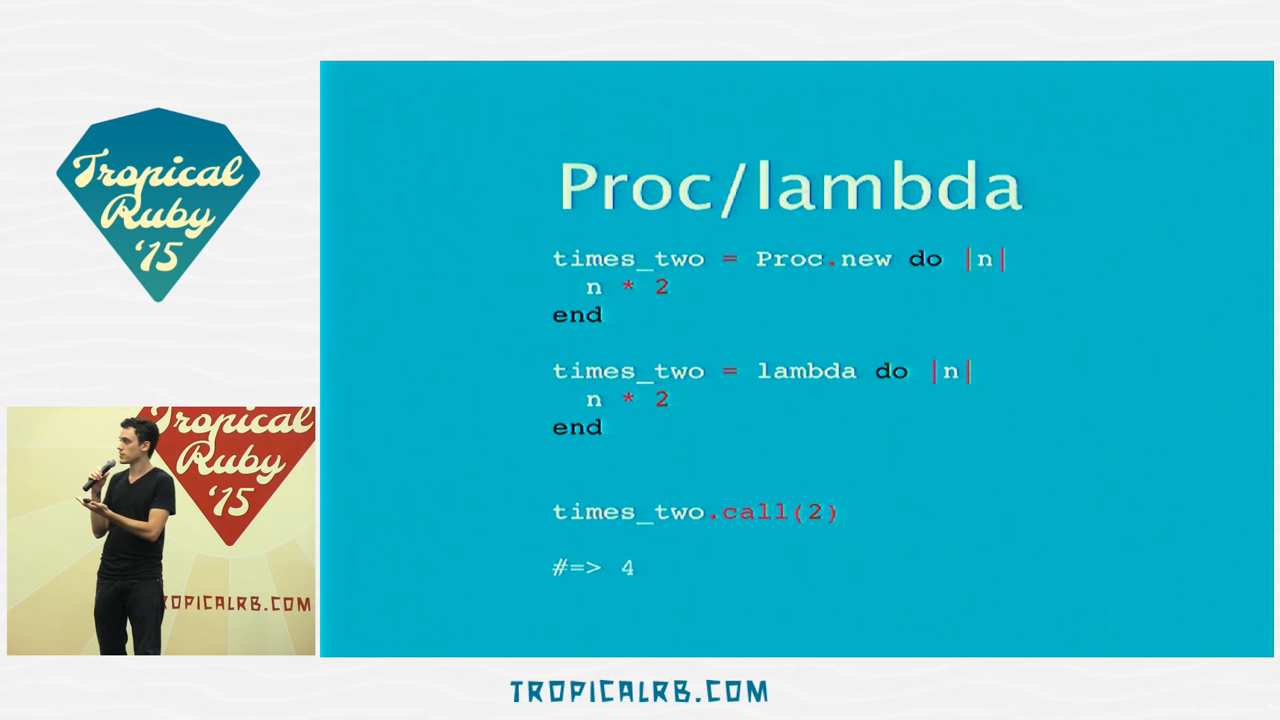 Tropical
Ruby
'15
Proc/lambda
times_two = Proc.new do |n|
  n * 2
end
times_two = lambda do |n|
  n * 2
end
times_two.call(2)
#=> 4
Tropical
Ruby
'15
ROPICALRB.COM
TROPICALRB.COM